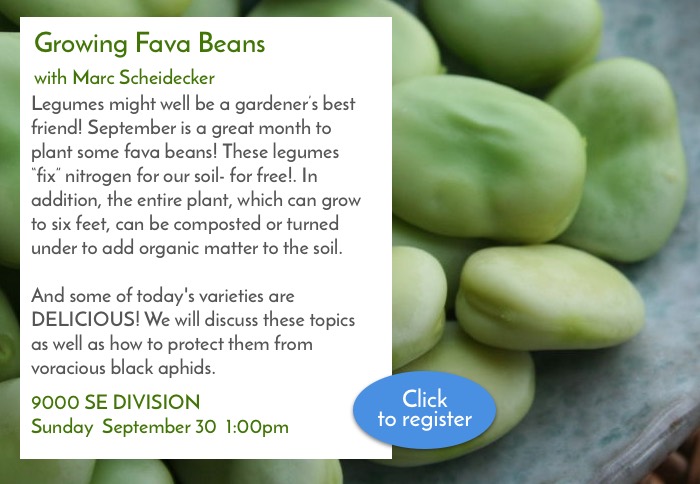 Growing Fava Beans
with Marc Scheidecker
Legumes might well be a gardener's best
friend! September is a great month to
plant some fava beans! These legumes
"fix" nitrogen for our soil- for free!. In
addition, the entire plant, which can grow
to six feet, can be composted or turned
under to add organic matter to the soil.
And some of today's varieties are
DELICIOUS! We will discuss these topics
as well as how to protect them from
voracious black aphids.
9000 SE DIVISION
Sunday September 30 1:00pm
Click
to register